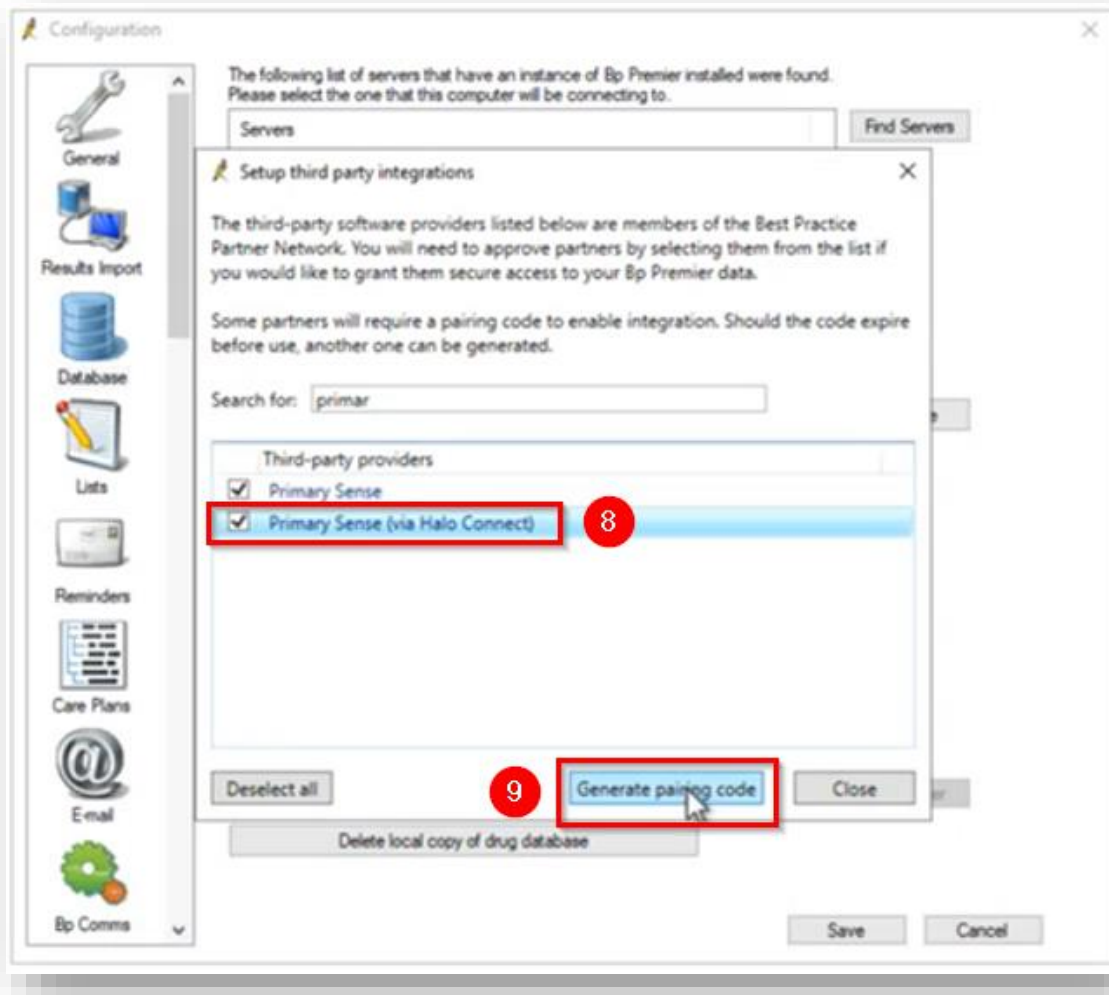 Configuration
General
Results Import
Database
Lists
Reminders
Care Plans
E-mail
Bp Comms
The following list of servers that have an instance of Bp Premier installed were found.
Please select the one that this computer will be connecting to.
Servers
Find Servers
Setup third party integrations
The third-party software providers listed below are members of the Best Practice
Partner Network. You will need to approve partners by selecting them from the list if
you would like to grant them secure access to your Bp Premier data.
Some partners will require a pairing code to enable integration. Should the code expire
before use, another one can be generated.
Search for: primar
Third-party providers
Primary Sense
Primary Sense (via Halo Connect)
8
Deselect all
9
Generate pairing code
Close
Delete local copy of drug database
Save
Cancel